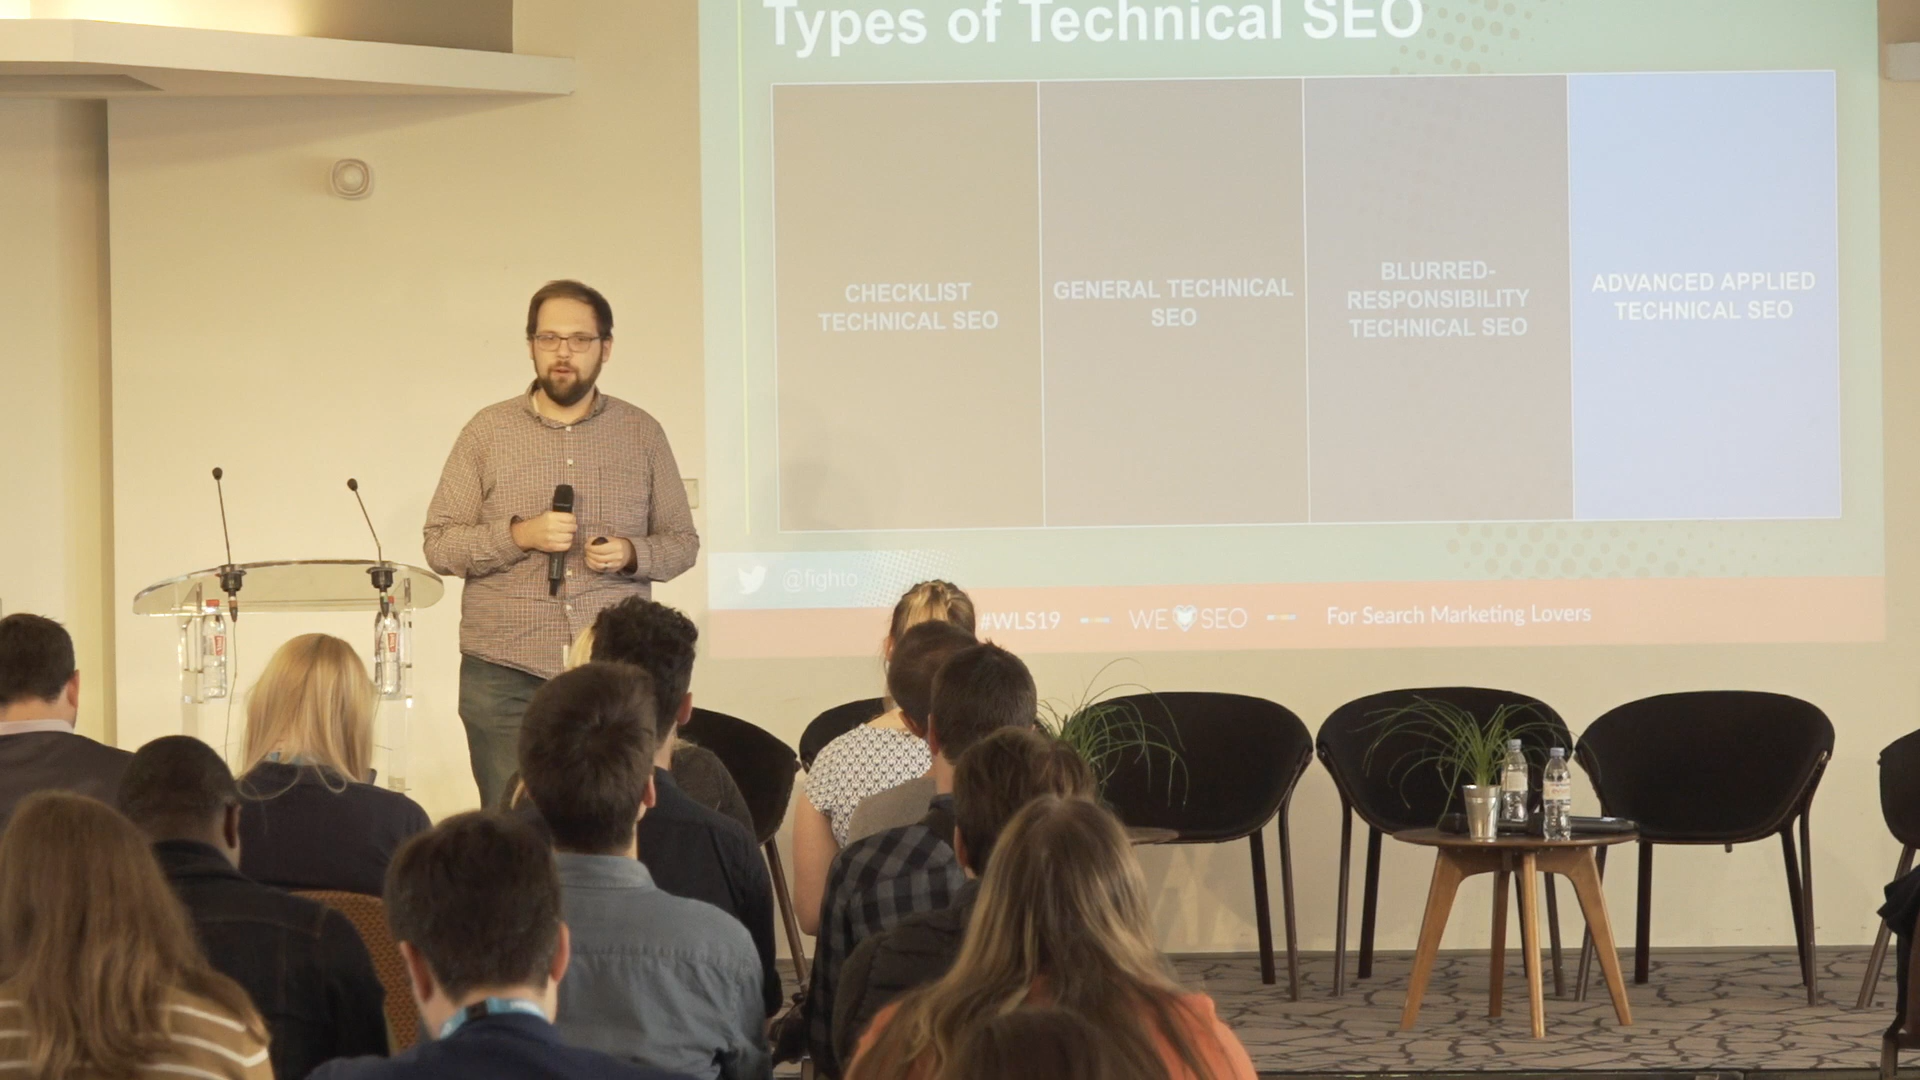 Types of Technical SEO
CHECKLIST
TECHNICAL SEO
GENERAL TECHNICAL
SEO
BLURRED-
RESPONSIBILITY
TECHNICAL SEO
ADVANCED APPLIED
TECHNICAL SEO
@fighto
#WLS19
WE SEO
For Search Marketing Lovers